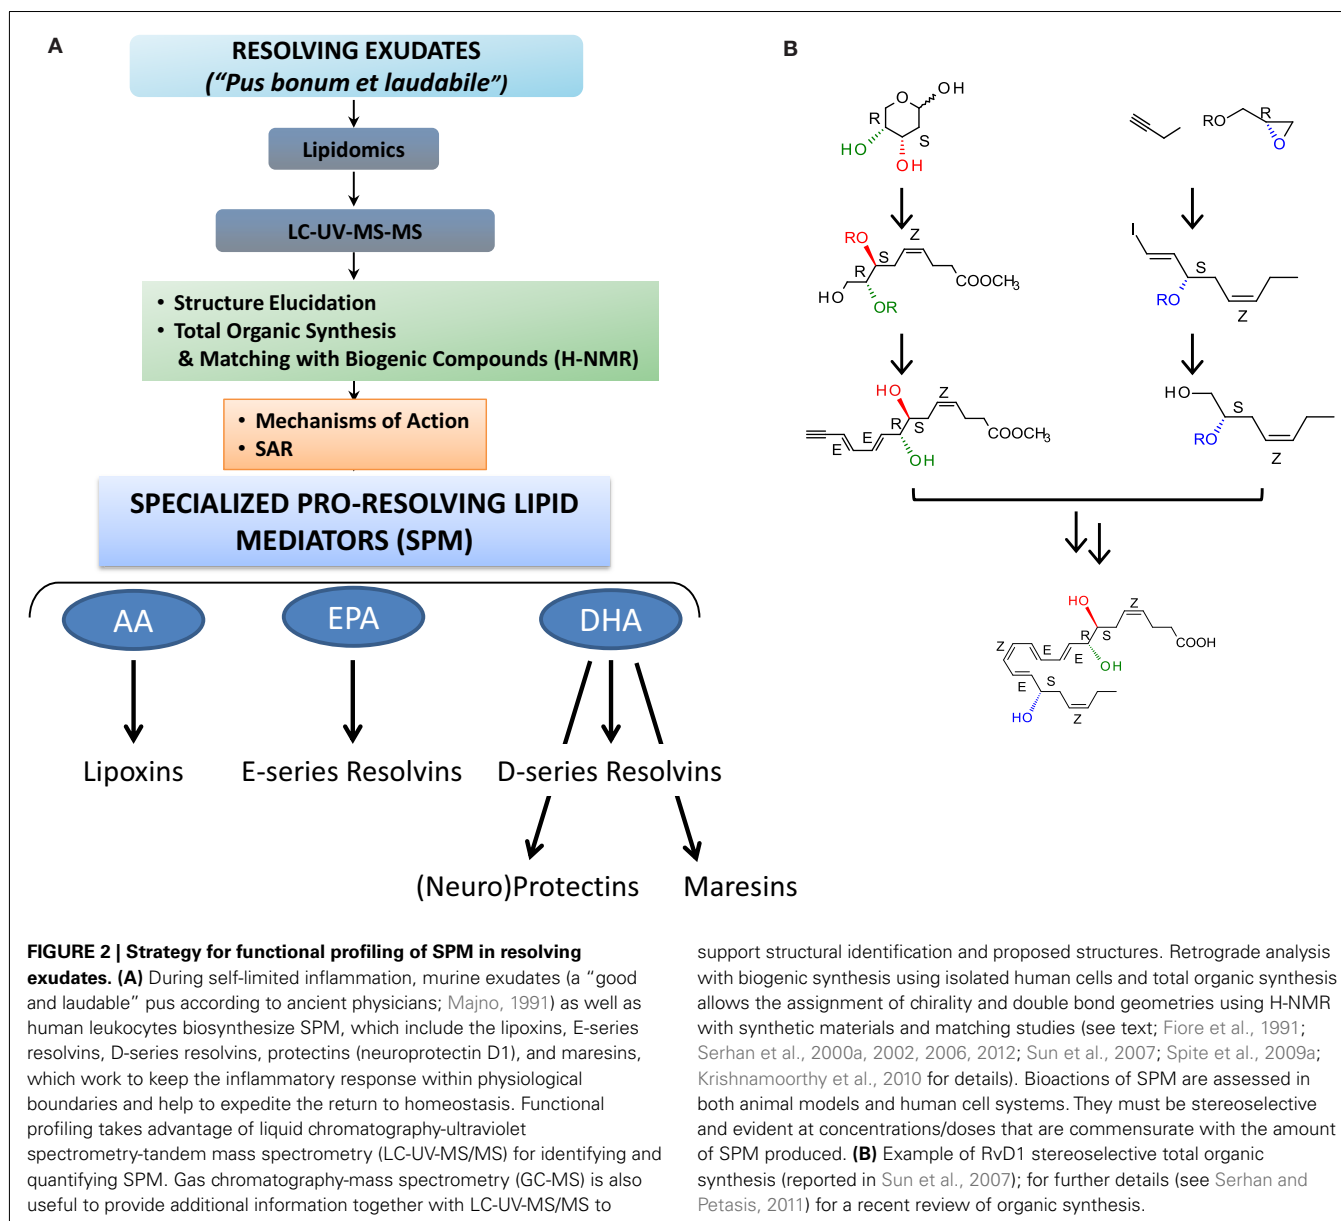 A
RESOLVING EXUDATES
(“Pus bonum et laudabile”)
Lipidomics
LC-UV-MS-MS
• Structure Elucidation
• Total Organic Synthesis
& Matching with Biogenic Compounds (H-NMR)
• Mechanisms of Action
• SAR
SPECIALIZED PRO-RESOLVING LIPID
MEDIATORS (SPM)
AA
EPA
DHA
Lipoxins
E-series Resolvins
D-series Resolvins
(Neuro)Protectins
Maresins
B
O
OH
R
S
HO
OH
RO
R
O
RO
Z
S
R
HO
OR
COOCH3
I
S
RO
Z
HO
Z
R
S
E
E
OH
COOCH3
HO
S
RO
Z
HO
Z
S
R
Z
E
E
OH
COOH
E
S
HO
Z
FIGURE 2 | Strategy for functional profiling of SPM in resolving
exudates. (A) During self-limited inflammation, murine exudates (a “good
and laudable” pus according to ancient physicians; Majno, 1991) as well as
human leukocytes biosynthesize SPM, which include the lipoxins, E-series
resolvins, D-series resolvins, protectins (neuroprotectin D1), and maresins,
which work to keep the inflammatory response within physiological
boundaries and help to expedite the return to homeostasis. Functional
profiling takes advantage of liquid chromatography-ultraviolet
spectrometry-tandem mass spectrometry (LC-UV-MS/MS) for identifying and
quantifying SPM. Gas chromatography-mass spectrometry (GC-MS) is also
useful to provide additional information together with LC-UV-MS/MS to
support structural identification and proposed structures. Retrograde analysis
with biogenic synthesis using isolated human cells and total organic synthesis
allows the assignment of chirality and double bond geometries using H-NMR
with synthetic materials and matching studies (see text; Fiore et al., 1991;
Serhan et al., 2000a, 2002, 2006, 2012; Sun et al., 2007; Spite et al., 2009a;
Krishnamoorthy et al., 2010 for details). Bioactions of SPM are assessed in
both animal models and human cell systems. They must be stereoselective
and evident at concentrations/doses that are commensurate with the amount
of SPM produced. (B) Example of RvD1 stereoselective total organic
synthesis (reported in Sun et al., 2007); for further details (see Serhan and
Petasis, 2011) for a recent review of organic synthesis.